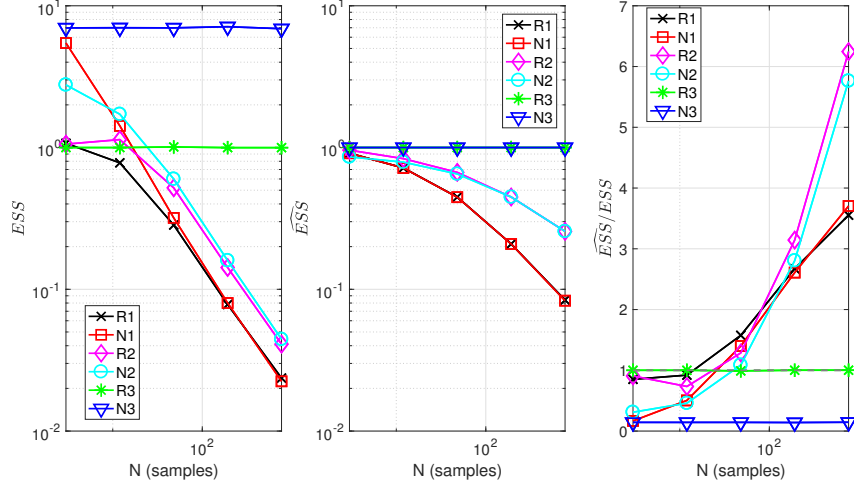 10^1
10^0
10^-1
10^-2
ESS
R1
N1
R2
N2
R3
N3
10^2
N (samples)
10^1
10^0
10^-1
10^-2
\widehat{ESS}
R1
N1
R2
N2
R3
N3
10^2
N (samples)
7
6
5
4
3
2
1
0
\widehat{ESS}/ESS
R1
N1
R2
N2
R3
N3
10^2
N (samples)